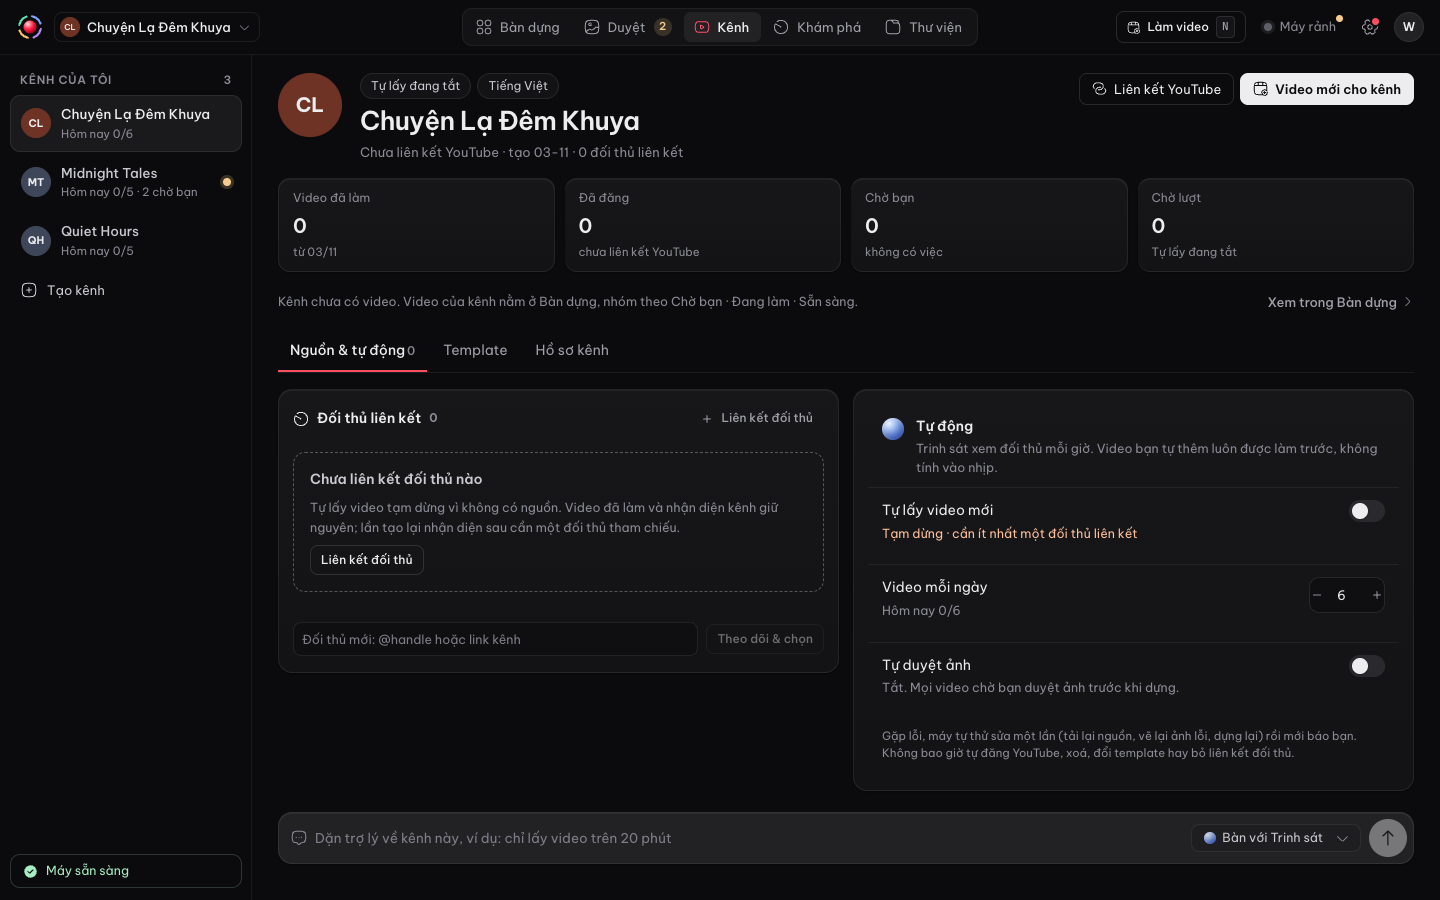 CL Chuyện Lạ Đêm Khuya
Bàn dựng
Duyệt 2
Kênh
Khám phá
Thư viện
Làm video N
Máy rảnh
W
KÊNH CỦA TÔI 3
CL
Chuyện Lạ Đêm Khuya
Hôm nay 0/6
MT
Midnight Tales
Hôm nay 0/5 · 2 chờ bạn
QH
Quiet Hours
Hôm nay 0/5
Tạo kênh
Máy sẵn sàng
CL
Tự lấy đang tắt
Tiếng Việt
Chuyện Lạ Đêm Khuya
Chưa liên kết YouTube · tạo 03-11 · 0 đối thủ liên kết
Liên kết YouTube
Video mới cho kênh
Video đã làm
0
từ 03/11
Đã đăng
0
chưa liên kết YouTube
Chờ bạn
0
không có việc
Chờ lượt
0
Tự lấy đang tắt
Kênh chưa có video. Video của kênh nằm ở Bàn dựng, nhóm theo Chờ bạn · Đang làm · Sẵn sàng.
Xem trong Bàn dựng
Nguồn & tự động 0
Template
Hồ sơ kênh
Đối thủ liên kết 0
+ Liên kết đối thủ
Chưa liên kết đối thủ nào
Tự lấy video tạm dừng vì không có nguồn. Video đã làm và nhận diện kênh giữ
nguyên; lần tạo lại nhận diện sau cần một đối thủ tham chiếu.
Liên kết đối thủ
Đối thủ mới: @handle hoặc link kênh
Theo dõi & chọn
Tự động
Trinh sát xem đối thủ mỗi giờ. Video bạn tự thêm luôn được làm trước, không
tính vào nhịp.
Tự lấy video mới
Tạm dừng · cần ít nhất một đối thủ liên kết
Video mỗi ngày
Hôm nay 0/6
− 6 +
Tự duyệt ảnh
Tắt. Mọi video chờ bạn duyệt ảnh trước khi dựng.
Gặp lỗi, máy tự thử sửa một lần (tải lại nguồn, vẽ lại ảnh lỗi, dựng lại) rồi mới báo bạn.
Không bao giờ tự đăng YouTube, xoá, đổi template hay bỏ liên kết đối thủ.
Dặn trợ lý về kênh này, ví dụ: chỉ lấy video trên 20 phút
Bàn với Trinh sát